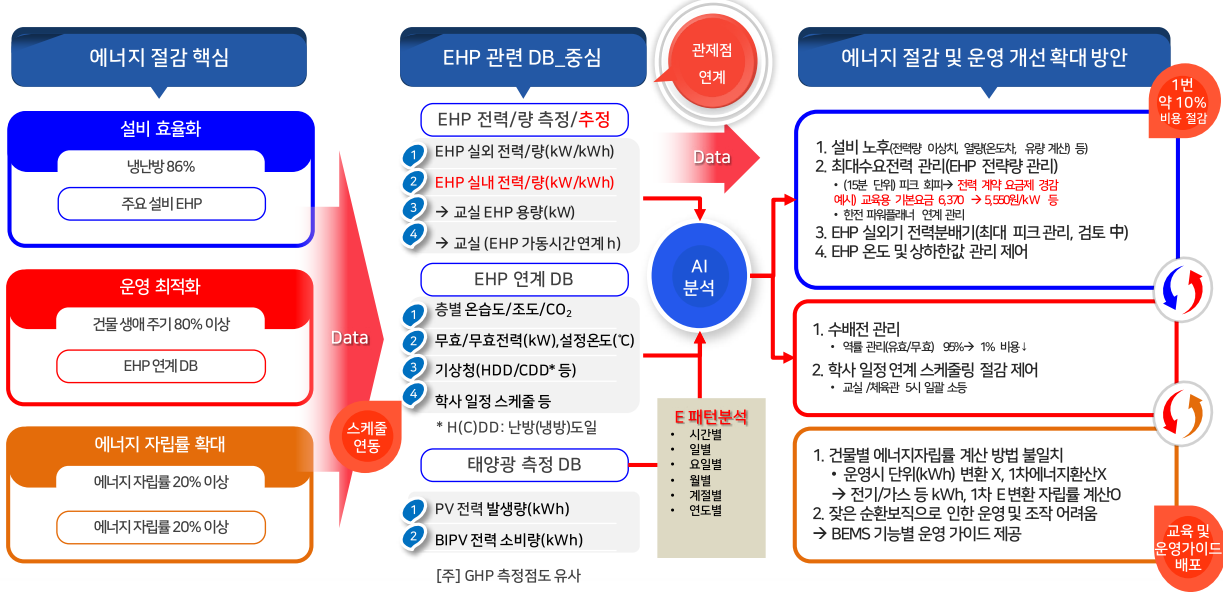 에너지 절감 핵심
설비 효율화
냉난방 86%
주요 설비 EHP
운영 최적화
건물 생애 주기 80% 이상
EHP 연계 DB
에너지 자립률 확대
에너지 자립률 20% 이상
에너지 자립률 20% 이상
Data
스케줄
연동
EHP 관련 DB_중심
관제점
연계
EHP 전력/량 측정/추정
1 EHP 실외 전력/량(kW/kWh)
2 EHP 실내 전력/량(kW/kWh)
3 → 교실 EHP 용량(kW)
4 → 교실 (EHP 가동시간 연계 h)
EHP 연계 DB
1 층별 온습도/조도/CO₂
2 무효/무효전력(kW),설정온도(℃)
3 기상청(HDD/CDD* 등)
4 학사 일정 스케줄 등
* H(C)DD: 난방(냉방)도일
태양광 측정 DB
1 PV 전력 발생량(kWh)
2 BIPV 전력 소비량(kWh)
[주] GHP 측정점도 유사
Data
AI
분석
E 패턴분석
• 시간별
• 일별
• 요일별
• 월별
• 계절별
• 연도별
에너지 절감 및 운영 개선 확대 방안
1번
약 10%
비용 절감
1. 설비 노후(전력량 이상치, 열량(온도차, 유량 계산) 등)
2. 최대수요전력 관리(EHP 전략량 관리)
• (15분 단위) 피크 회피→ 전력 계약 요금제 경감
예시) 교육용 기본요금 6,370 → 5,550원/kW 등
• 한전 파워플래너 연계 관리
3. EHP 실외기 전력분배기(최대 피크 관리, 검토 中)
4. EHP 온도 및 상하한값 관리 제어
1. 수배전 관리
• 역률 관리(유효/무효) 95%→ 1% 비용↓
2. 학사 일정 연계 스케줄링 절감 제어
• 교실 /체육관 5시 일괄 소등
1. 건물별 에너지자립률 계산 방법 불일치
• 운영시 단위(kWh) 변환 X, 1차에너지환산X
→ 전기/가스 등 kWh, 1차 E 변환 자립률 계산O
2. 잦은 순환보직으로 인한 운영 및 조작 어려움
→ BEMS 기능별 운영 가이드 제공
교육 및
운영가이드
배포